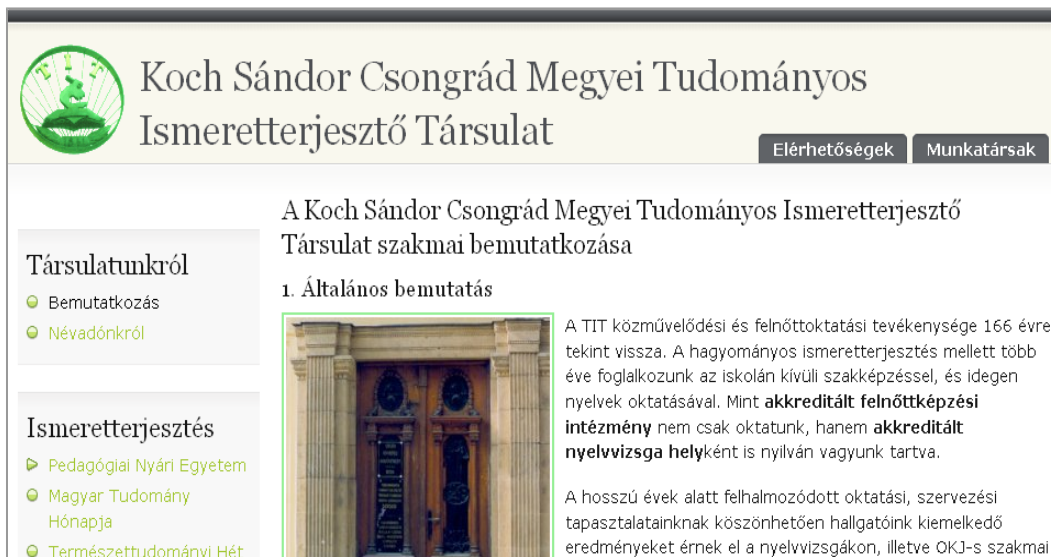 TIT
Koch Sándor Csongrád Megyei Tudományos
Ismeretterjesztő Társulat
Elérhetőségek
Munkatársak
Társulatunkról
Bemutatkozás
Névadónkról
Ismeretterjesztés
Pedagógiai Nyári Egyetem
Magyar Tudomány
Hónapja
Természettudományi Hét
A Koch Sándor Csongrád Megyei Tudományos Ismeretterjesztő
Társulat szakmai bemutatkozása
1. Általános bemutatás
A TIT közművelődési és felnőttoktatási tevékenysége 166 évre
tekint vissza. A hagyományos ismeretterjesztés mellett több
éve foglalkozunk az iskolán kívüli szakképzéssel, és idegen
nyelvek oktatásával. Mint akkreditált felnőttképzési
intézmény nem csak oktatunk, hanem akkreditált
nyelvvizsga helyként is nyilván vagyunk tartva.
A hosszú évek alatt felhalmozódott oktatási, szervezési
tapasztalatainknak köszönhetően hallgatóink kiemelkedő
eredményeket érnek el a nyelvvizsgákon, illetve OKJ-s szakmai